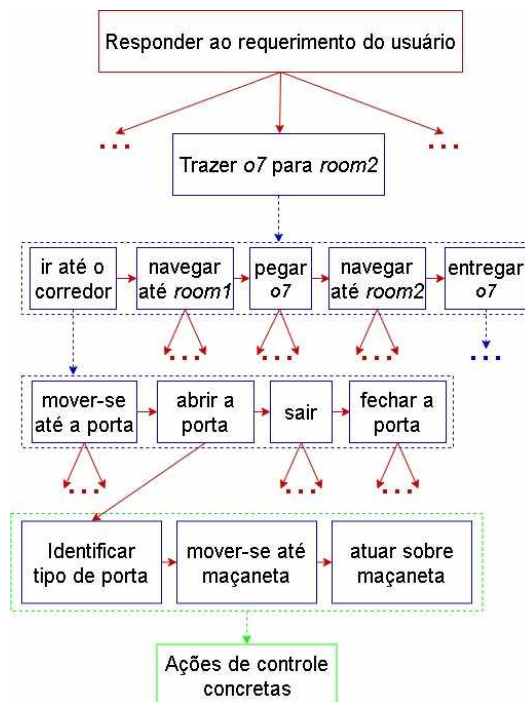 Responder ao requerimento do usuário
... ...
Trazer o7 para room2
ir até o
corredor
navegar
até room1
pegar
o7
navegar
até room2
entregar
o7
... ... ... ...
mover-se
até a porta
abrir a
porta
sair
fechar a
porta
... ... ...
Identificar
tipo de porta
mover-se até
maçaneta
atuar sobre
maçaneta
Ações de controle
concretas